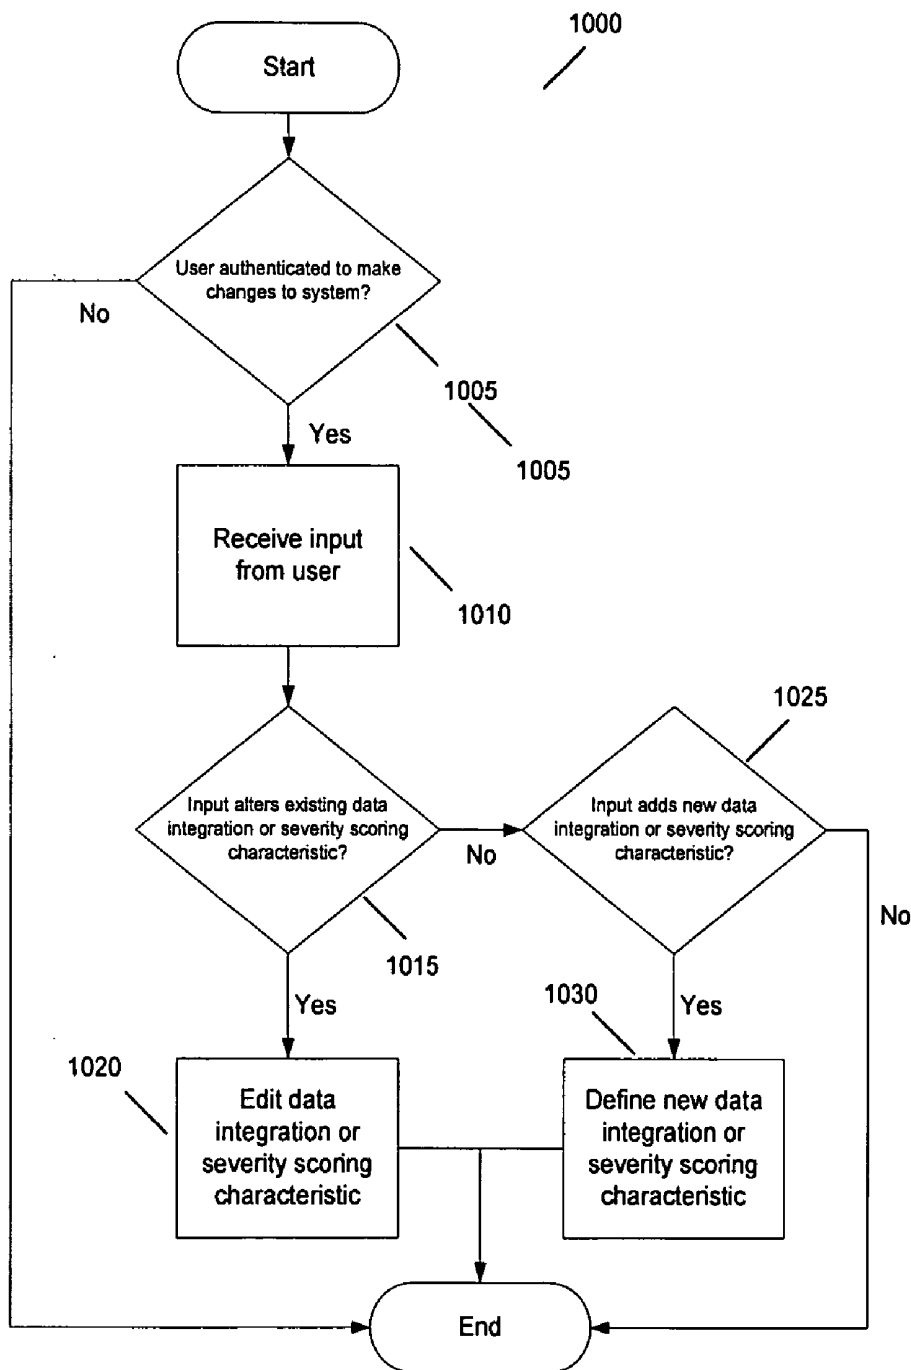 1000
Start
User authenticated to make
changes to system?
No
1005
Yes
1005
Receive input
from user
1010
1025
Input alters existing data
integration or severity scoring
characteristic?
No
Input adds new data
integration or severity scoring
characteristic?
No
1015
Yes
1030
Yes
1020
Edit data
integration or
severity scoring
characteristic
Define new data
integration or
severity scoring
characteristic
End